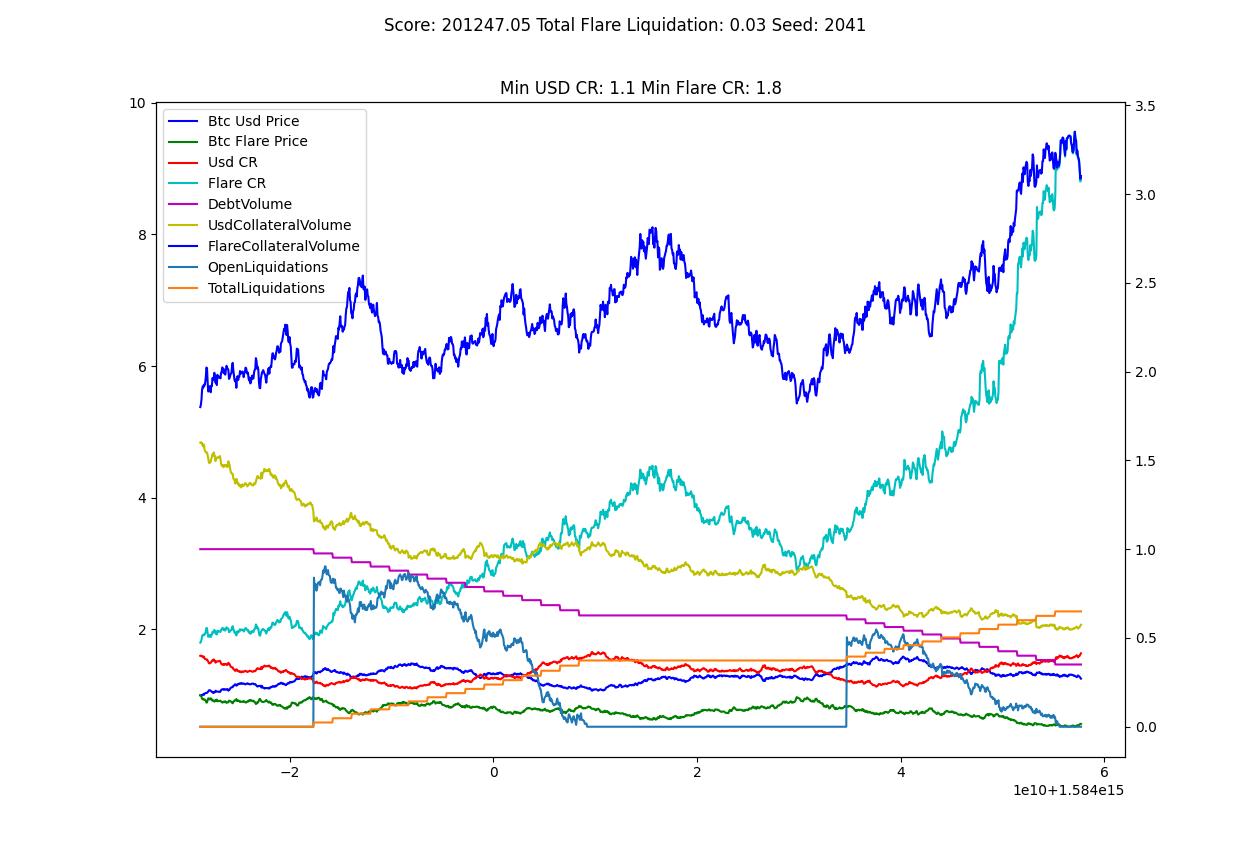 Score: 201247.05 Total Flare Liquidation: 0.03 Seed: 2041
Min USD CR: 1.1 Min Flare CR: 1.8
10
8
6
4
2
Btc Usd Price
Btc Flare Price
Usd CR
Flare CR
DebtVolume
UsdCollateralVolume
FlareCollateralVolume
OpenLiquidations
TotalLiquidations
3.5
3.0
2.5
2.0
1.5
1.0
0.5
0.0
−2 0 2 4 6
1e10+1.584e15